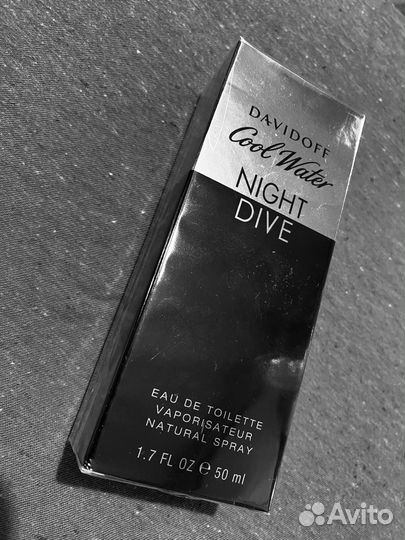 DAVIDOFF
Cool Water
NIGHT
DIVE
EAU DE TOILETTE
VAPORISATEUR
NATURAL SPRAY
1.7 FL OZ ℮ 50 ml
Avito